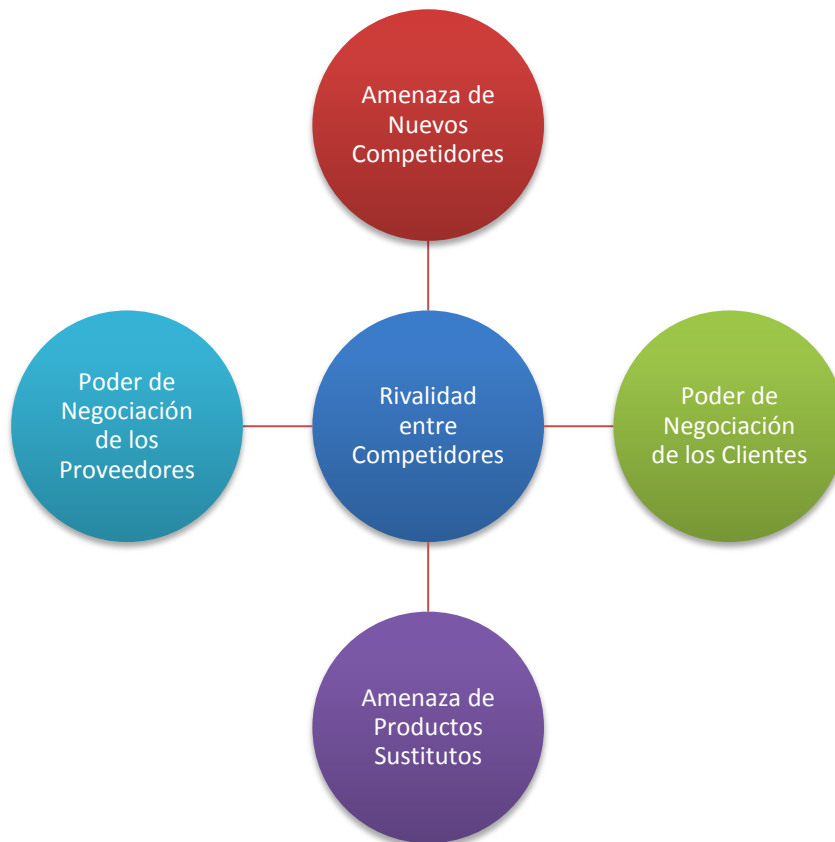 Amenaza de
Nuevos
Competidores
Poder de
Negociación
de los
Proveedores
Rivalidad
entre
Competidores
Poder de
Negociación
de los Clientes
Amenaza de
Productos
Sustitutos